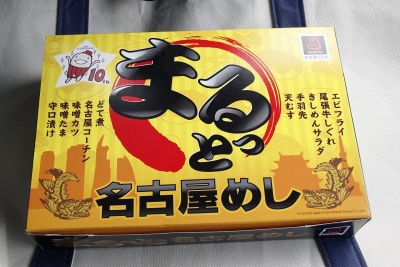 10th
まるっと
エビフライ
尾張牛しぐれ
きしめんサラダ
手羽先
天むす
どて煮
名古屋コーチン
味噌カツ
味噌たま
守口漬け
名古屋めし